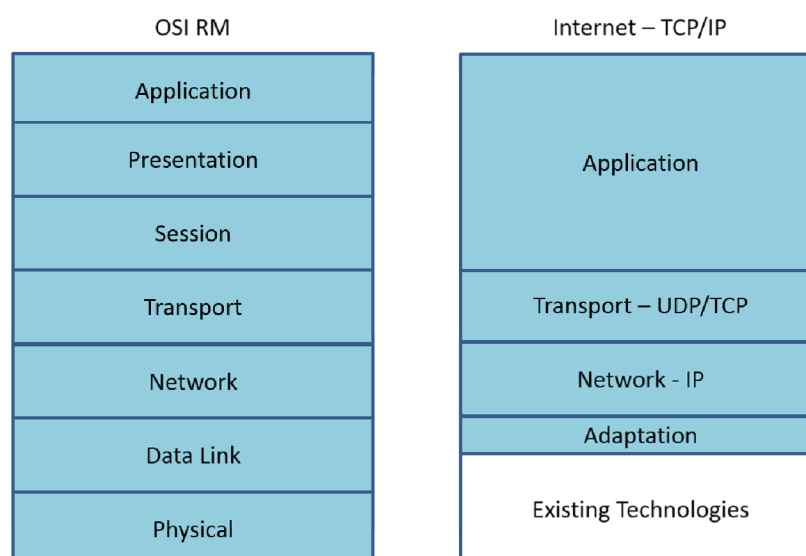 OSI RM
Application
Presentation
Session
Transport
Network
Data Link
Physical
Internet – TCP/IP
Application
Transport – UDP/TCP
Network - IP
Adaptation
Existing Technologies